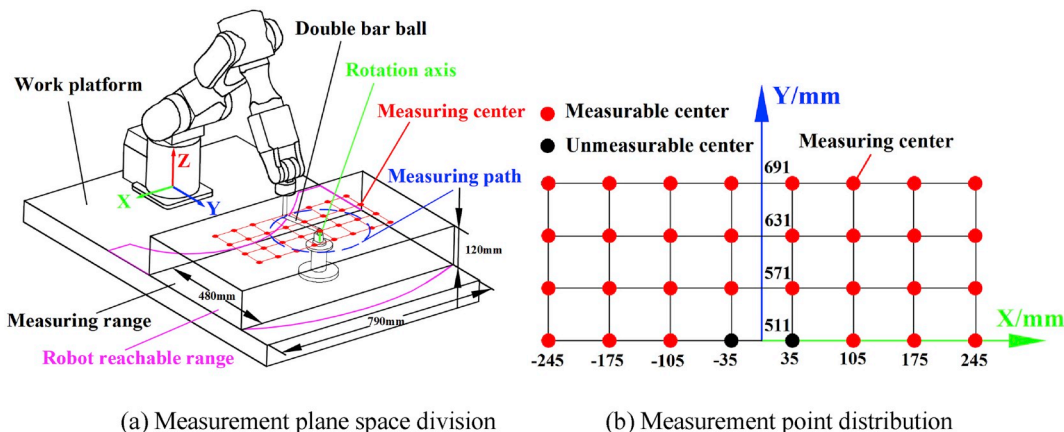 Double bar ball
Rotation axis
Work platform
Measuring center
Z
Measuring path
X
Y
120mm
480mm
790mm
Measuring range
Robot reachable range
(a) Measurement plane space division
Y/mm
Measurable center
Unmeasurable center
Measuring center
691
631
571
511
X/mm
-245 -175 -105 -35 35 105 175 245
(b) Measurement point distribution